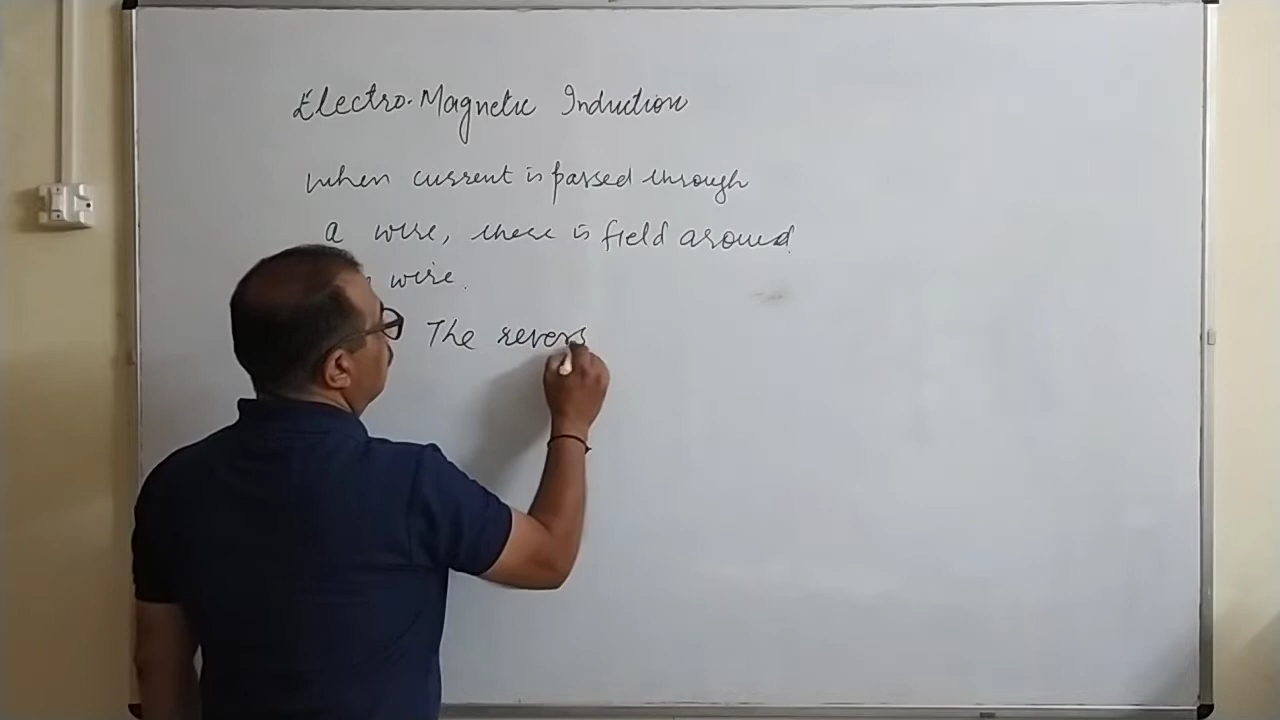 Electro-Magnetic Induction
when current is passed through
a wire, there is field around
wire.
The revers